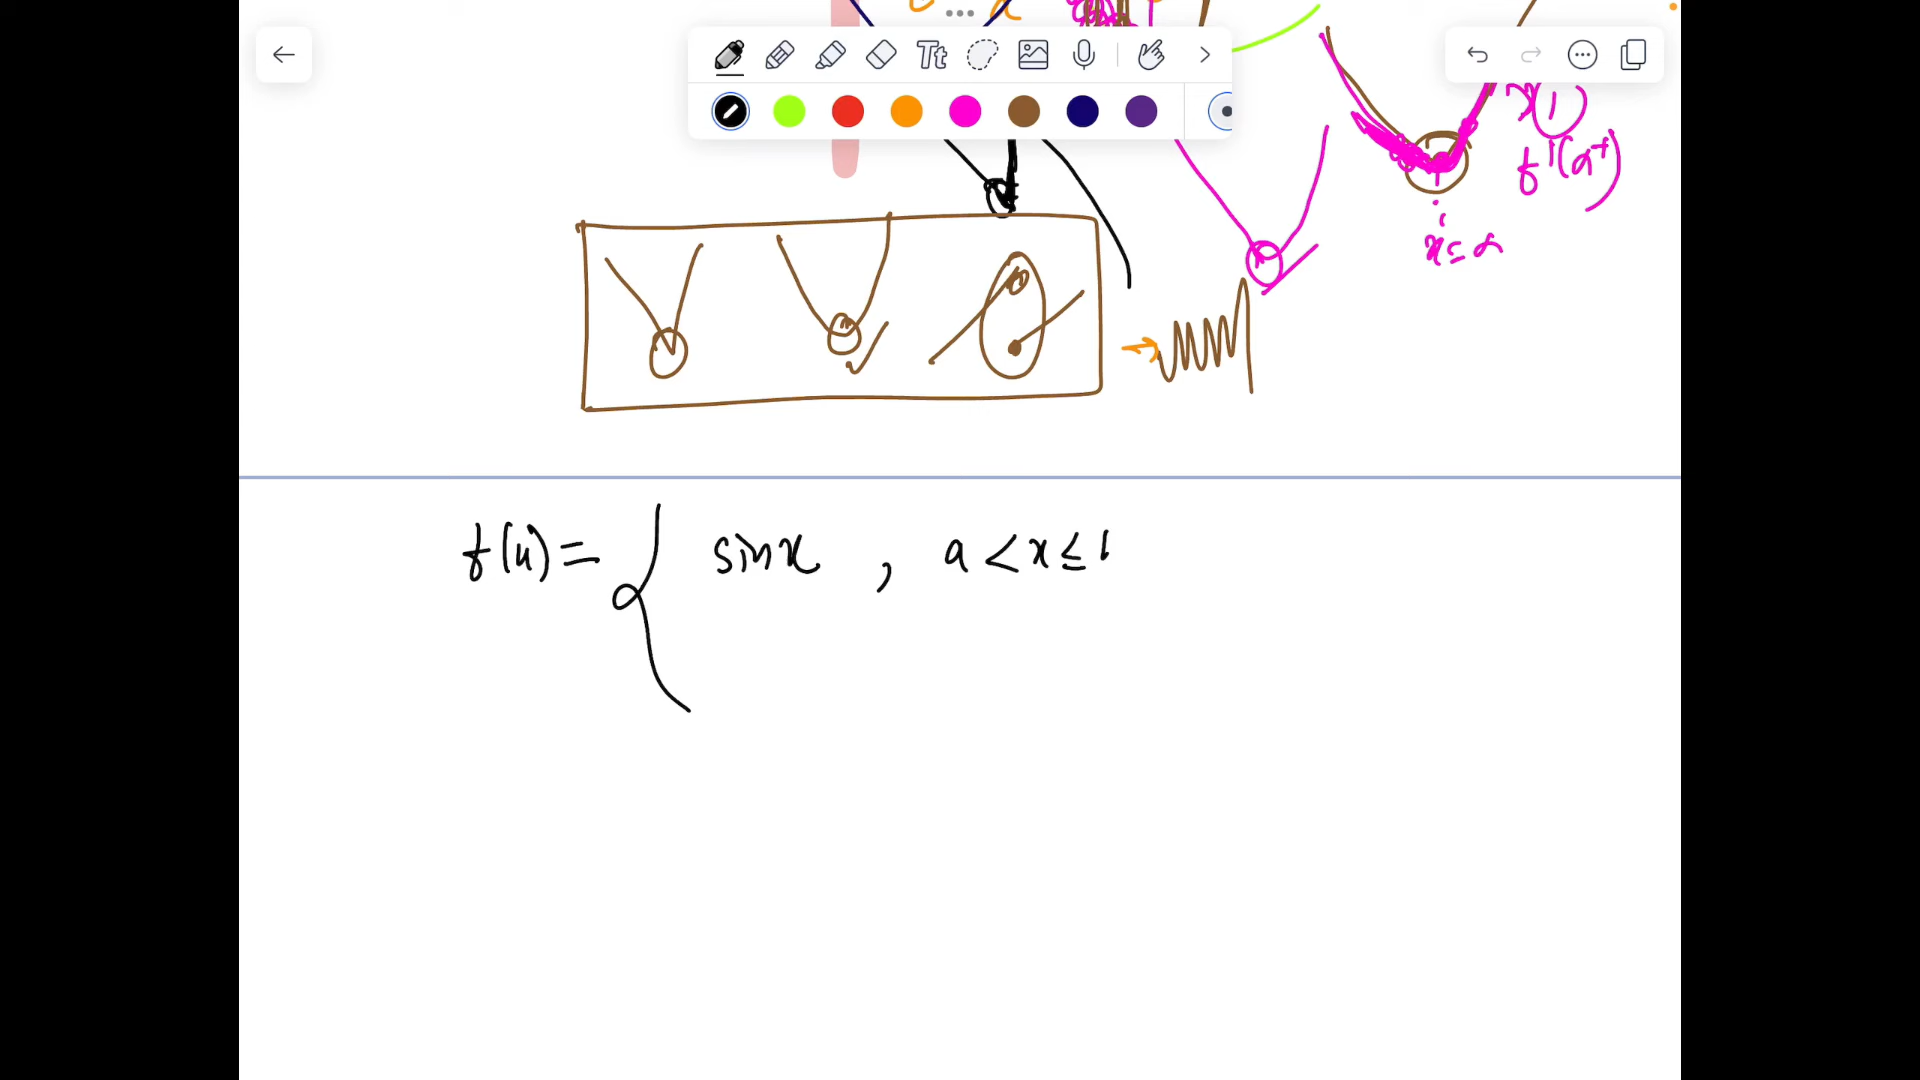 x(1)
f'(a⁺)
x = a
f(x) = { sinx , a < x ≤